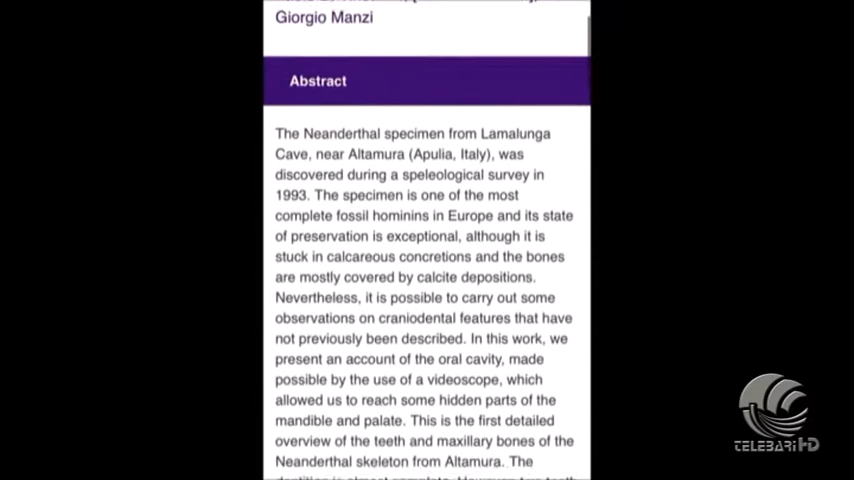 Giorgio Manzi
Abstract
The Neanderthal specimen from Lamalunga
Cave, near Altamura (Apulia, Italy), was
discovered during a speleological survey in
1993. The specimen is one of the most
complete fossil hominins in Europe and its state
of preservation is exceptional, although it is
stuck in calcareous concretions and the bones
are mostly covered by calcite depositions.
Nevertheless, it is possible to carry out some
observations on craniodental features that have
not previously been described. In this work, we
present an account of the oral cavity, made
possible by the use of a videoscope, which
allowed us to reach some hidden parts of the
mandible and palate. This is the first detailed
overview of the teeth and maxillary bones of the
Neanderthal skeleton from Altamura. The
TELEBARI HD